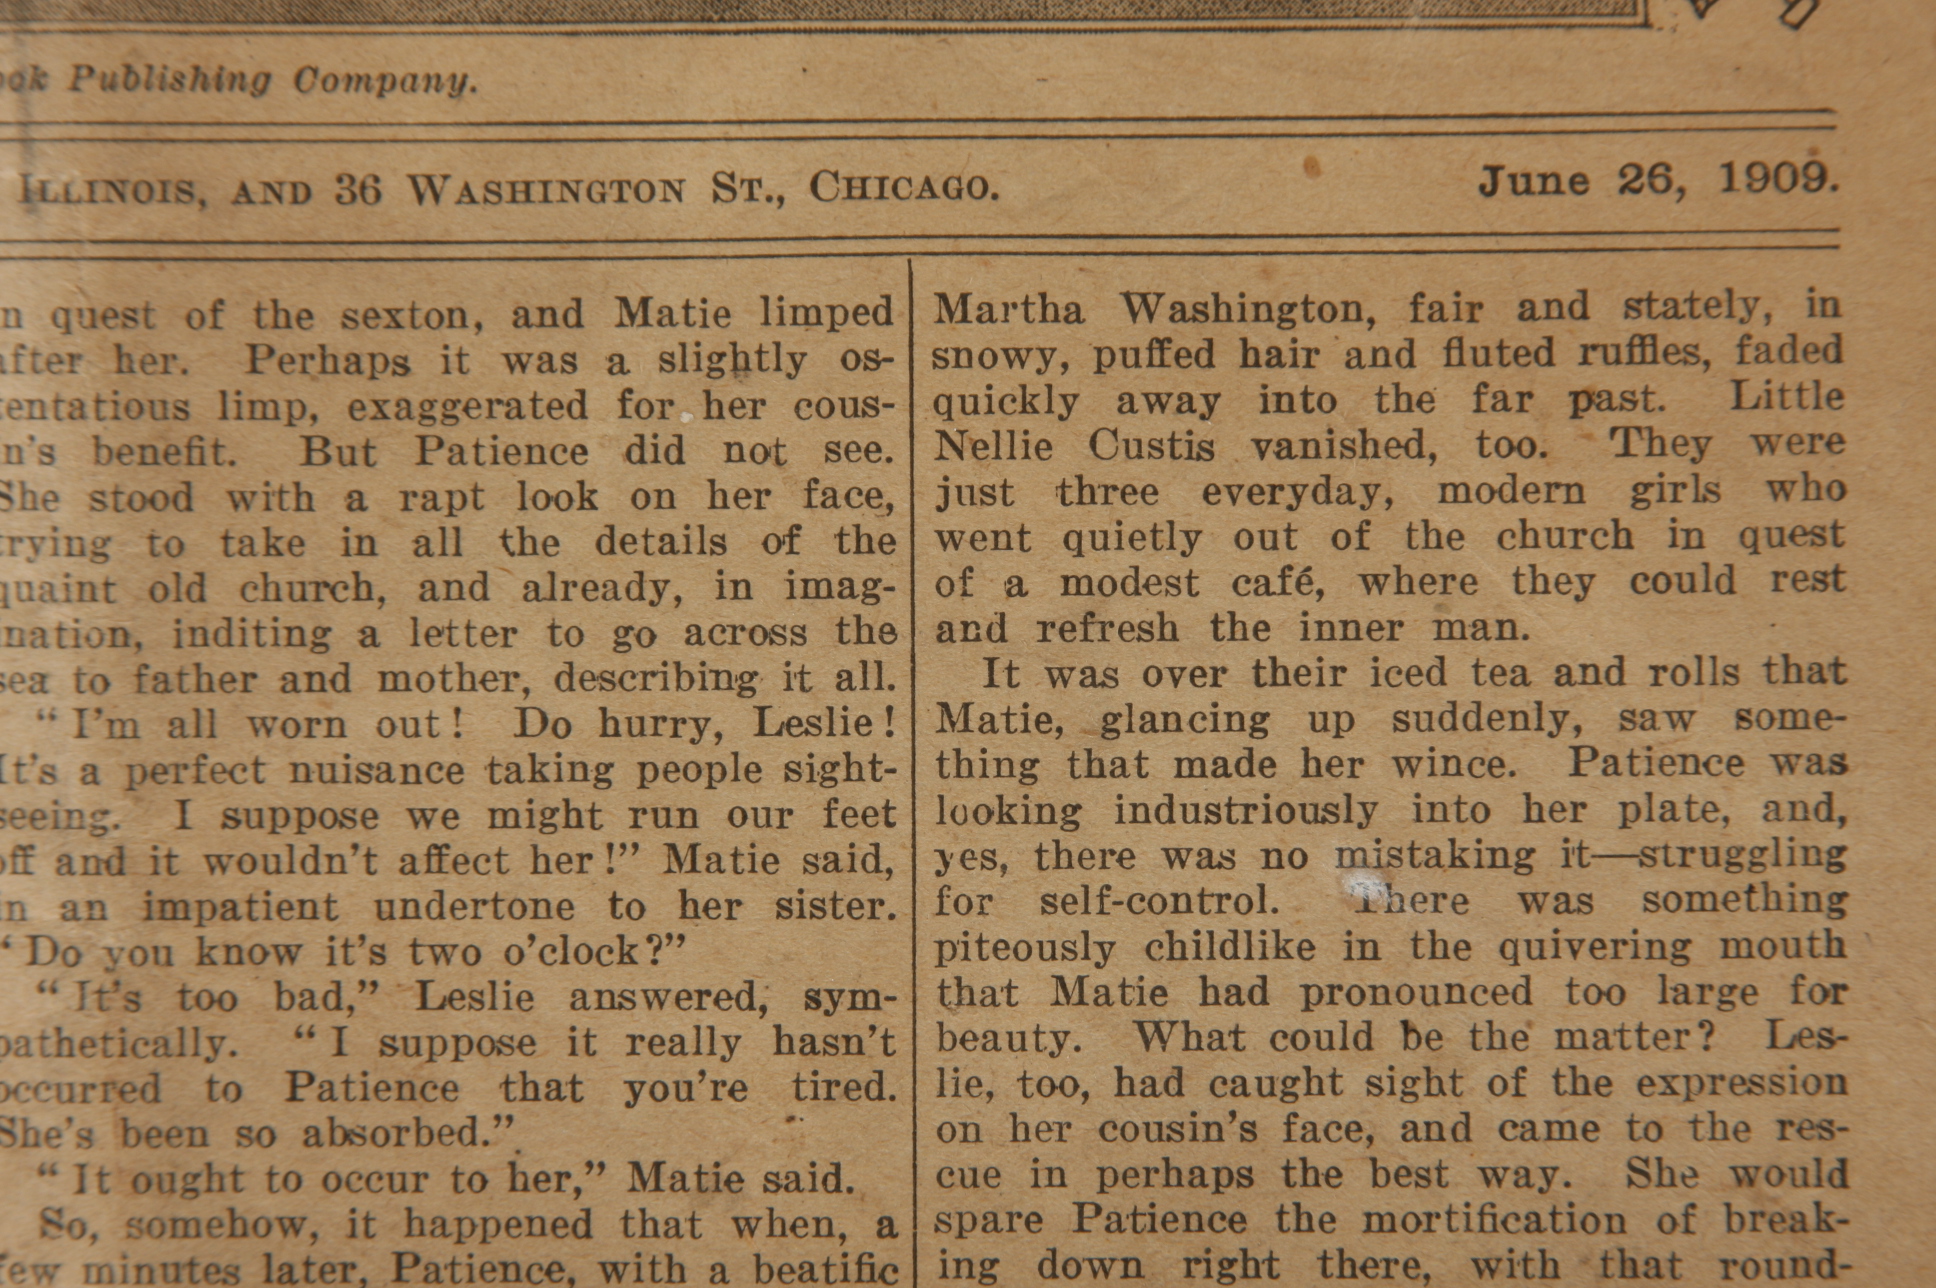 Publishing Company.
Illinois, and 36 Washington St., Chicago.
June 26, 1909.
n quest of the sexton, and Matie limped
after her. Perhaps it was a slightly os-
tentatious limp, exaggerated for her cous-
n's benefit. But Patience did not see.
She stood with a rapt look on her face,
trying to take in all the details of the
quaint old church, and already, in imag-
nation, inditing a letter to go across the
sea to father and mother, describing it all.
“I'm all worn out! Do hurry, Leslie!
It's a perfect nuisance taking people sight-
seeing. I suppose we might run our feet
off and it wouldn't affect her!” Matie said,
in an impatient undertone to her sister.
“Do you know it's two o'clock?”
“It's too bad,” Leslie answered, sym-
pathetically. “I suppose it really hasn't
occurred to Patience that you're tired.
She's been so absorbed.”
“It ought to occur to her,” Matie said.
So, somehow, it happened that when, a
few minutes later, Patience, with a beatific
Martha Washington, fair and stately, in
snowy, puffed hair and fluted ruffles, faded
quickly away into the far past. Little
Nellie Custis vanished, too. They were
just three everyday, modern girls who
went quietly out of the church in quest
of a modest café, where they could rest
and refresh the inner man.
It was over their iced tea and rolls that
Matie, glancing up suddenly, saw some-
thing that made her wince. Patience was
looking industriously into her plate, and,
yes, there was no mistaking it—struggling
for self-control. There was something
piteously childlike in the quivering mouth
that Matie had pronounced too large for
beauty. What could be the matter? Les-
lie, too, had caught sight of the expression
on her cousin's face, and came to the res-
cue in perhaps the best way. She would
spare Patience the mortification of break-
ing down right there, with that round-